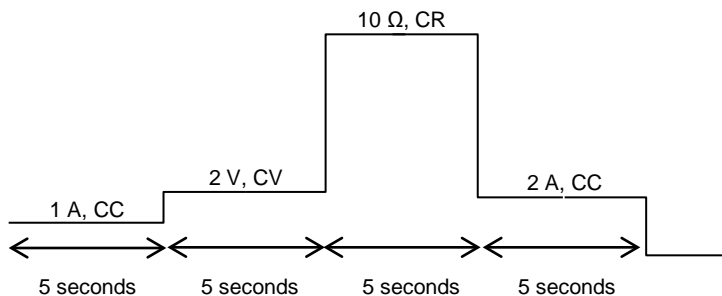 10 Ω, CR
2 V, CV
2 A, CC
1 A, CC
5 seconds
5 seconds
5 seconds
5 seconds